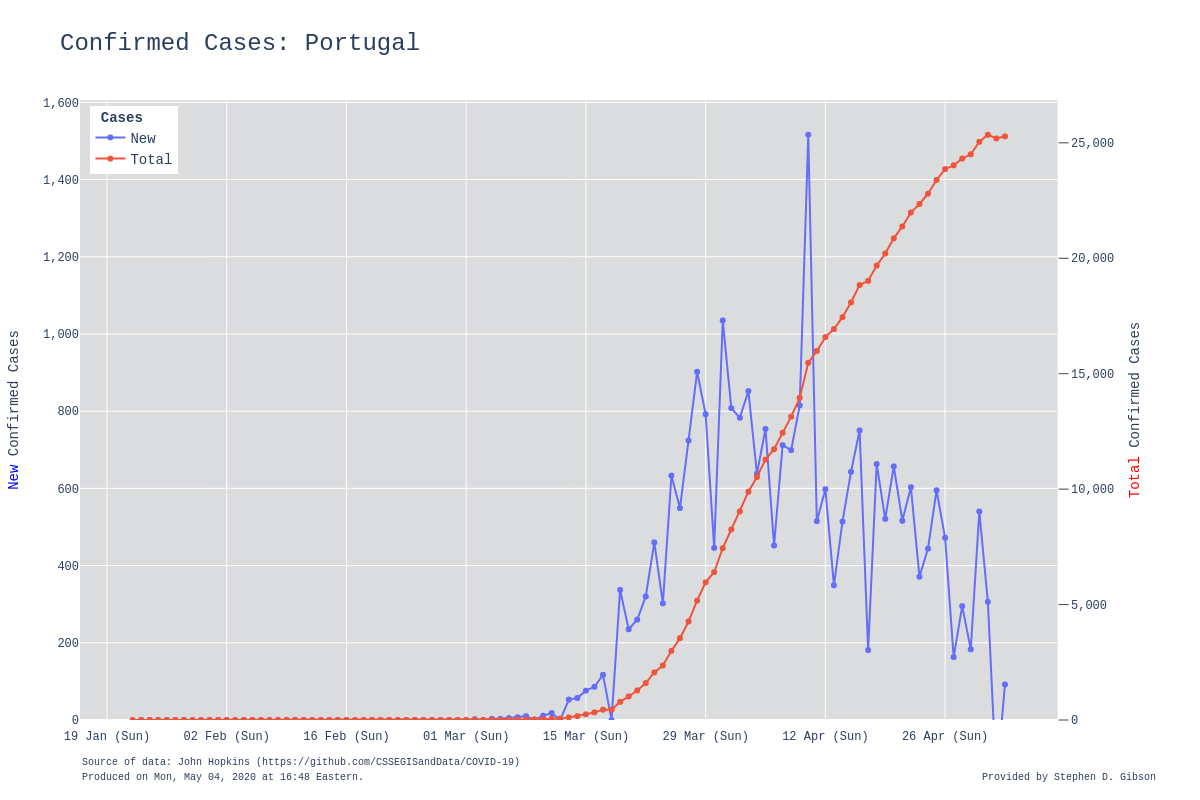 Confirmed Cases: Portugal
Cases
New
Total
1,600
1,400
1,200
1,000
800
600
400
200
0
25,000
20,000
15,000
10,000
5,000
0
New Confirmed Cases
Total Confirmed Cases
19 Jan (Sun) 02 Feb (Sun) 16 Feb (Sun) 01 Mar (Sun) 15 Mar (Sun) 29 Mar (Sun) 12 Apr (Sun) 26 Apr (Sun)
Source of data: John Hopkins (https://github.com/CSSEGISandData/COVID-19)
Produced on Mon, May 04, 2020 at 16:48 Eastern.
Provided by Stephen D. Gibson